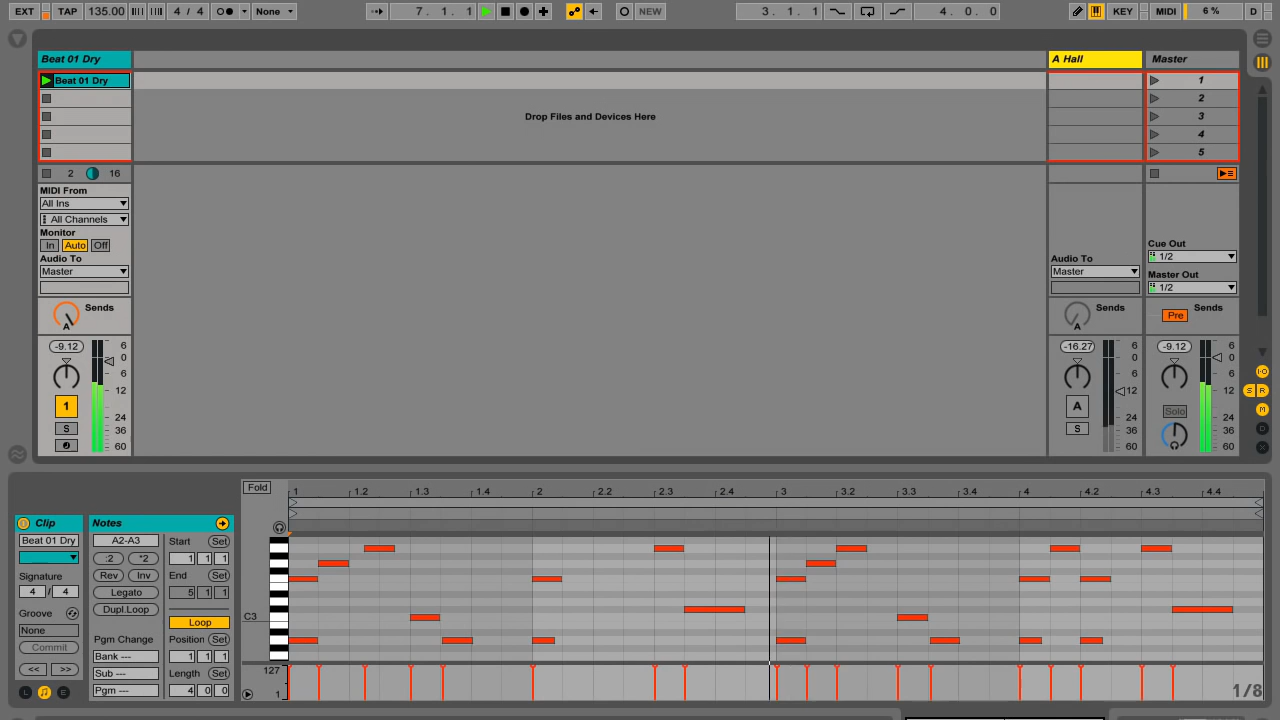 EXT TAP 135.00 4 / 4 None 7. 1. 1 NEW 3. 1. 1 4. 0. 0 KEY MIDI 6 % D
Beat 01 Dry A Hall Master
Beat 01 Dry 1
2
Drop Files and Devices Here 3
4
5
2 16
MIDI From
All Ins
All Channels
Monitor
In Auto Off Cue Out
Audio To Audio To 1/2
Master Master Master Out
1/2
Sends Sends Pre Sends
A A
-9.12 6 -16.27 6 -9.12 6
0 0 0
6 6 6
12 12 12
1 A Solo
24 24 24
S S 36 36 36
60 60 60
S R
M
D
X
Fold 1 1.2 1.3 1.4 2 2.2 2.3 2.4 3 3.2 3.3 3.4 4 4.2 4.3 4.4
Clip Notes
Beat 01 Dry A2-A3 Start Set
:2 *2 1 1 1
Signature Rev Inv End Set
4 / 4 Legato 5 1 1
Groove Dupl.Loop Loop C3
None Pgm Change Position Set
Commit Bank --- 1 1 1
<< >> Sub --- Length Set 127
L E Pgm --- 4 0 0 1 1/8